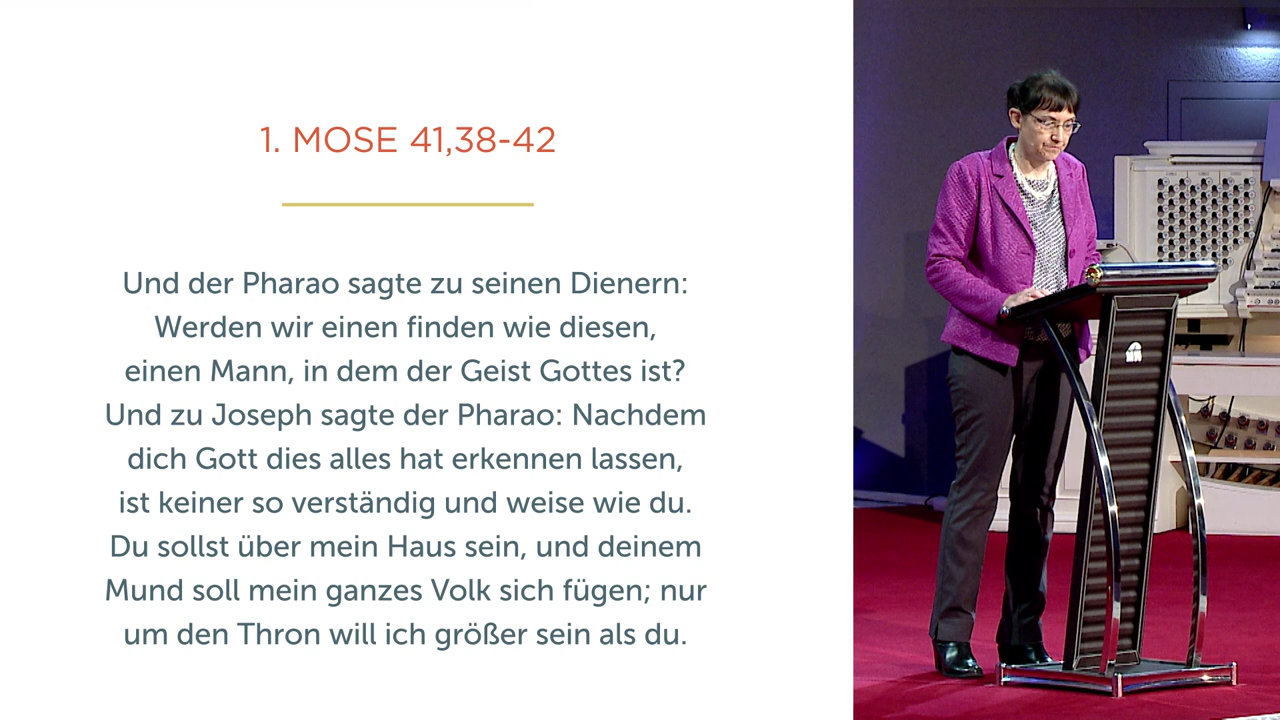 1. MOSE 41,38-42
Und der Pharao sagte zu seinen Dienern:
Werden wir einen finden wie diesen,
einen Mann, in dem der Geist Gottes ist?
Und zu Joseph sagte der Pharao: Nachdem
dich Gott dies alles hat erkennen lassen,
ist keiner so verständig und weise wie du.
Du sollst über mein Haus sein, und deinem
Mund soll mein ganzes Volk sich fügen; nur
um den Thron will ich größer sein als du.